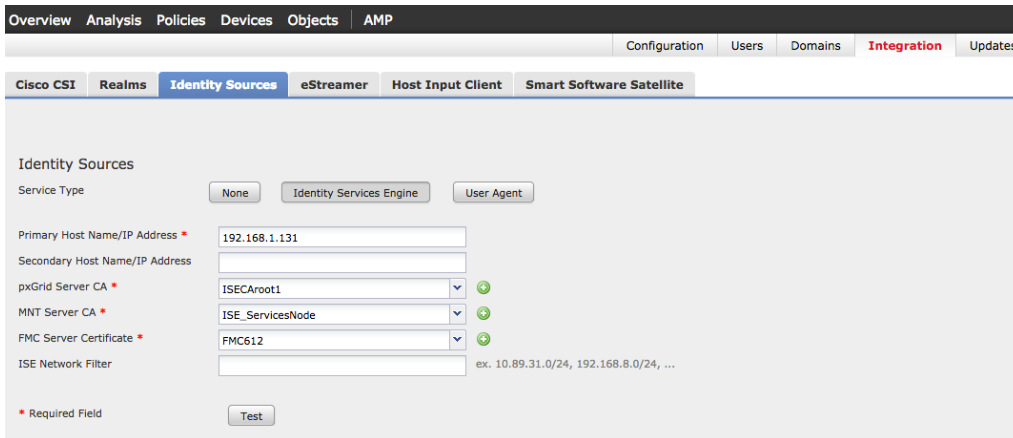 Overview Analysis Policies Devices Objects AMP
Configuration Users Domains Integration Updates
Cisco CSI Realms Identity Sources eStreamer Host Input Client Smart Software Satellite
Identity Sources
Service Type None Identity Services Engine User Agent
Primary Host Name/IP Address * 192.168.1.131
Secondary Host Name/IP Address
pxGrid Server CA * ISECAroot1
MNT Server CA * ISE_ServicesNode
FMC Server Certificate * FMC612
ISE Network Filter ex. 10.89.31.0/24, 192.168.8.0/24, ...
* Required Field Test